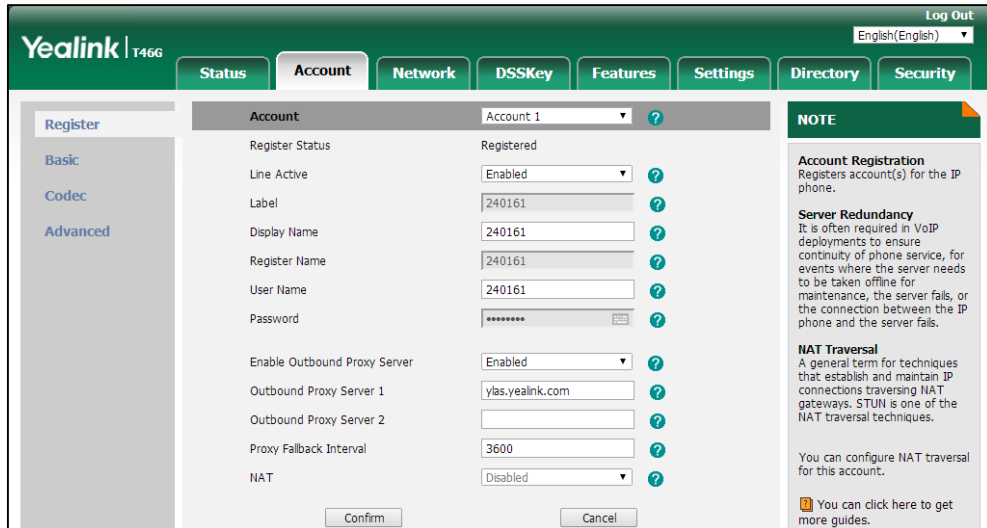 Log Out
English(English)
Yealink T46G
Status Account Network DSSKey Features Settings Directory Security
Register
Basic
Codec
Advanced
Account Account 1
Register Status Registered
Line Active Enabled
Label 240161
Display Name 240161
Register Name 240161
User Name 240161
Password ••••••••
Enable Outbound Proxy Server Enabled
Outbound Proxy Server 1 ylas.yealink.com
Outbound Proxy Server 2
Proxy Fallback Interval 3600
NAT Disabled
Confirm Cancel
NOTE
Account Registration
Registers account(s) for the IP
phone.
Server Redundancy
It is often required in VoIP
deployments to ensure
continuity of phone service, for
events where the server needs
to be taken offline for
maintenance, the server fails, or
the connection between the IP
phone and the server fails.
NAT Traversal
A general term for techniques
that establish and maintain IP
connections traversing NAT
gateways. STUN is one of the
NAT traversal techniques.
You can configure NAT traversal
for this account.
You can click here to get
more guides.